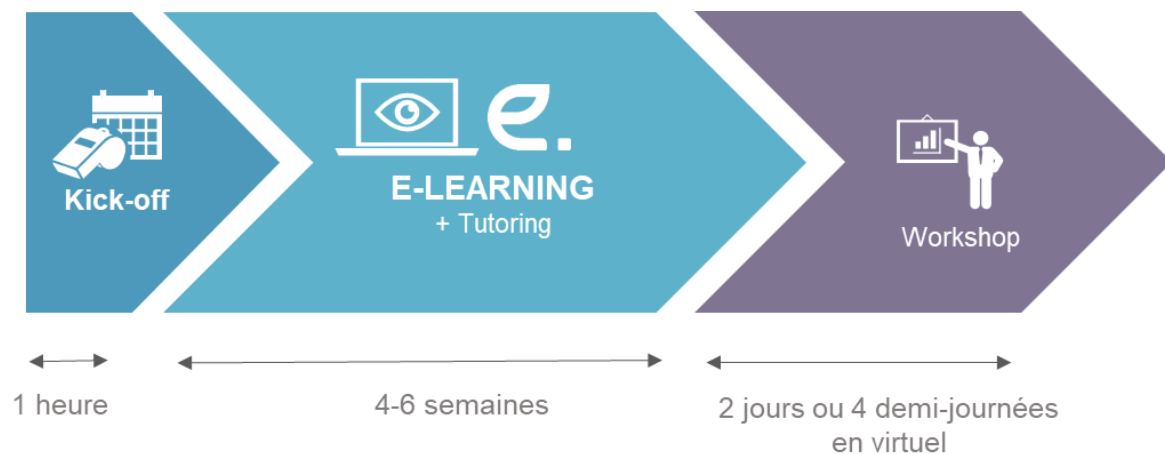 e.
Kick-off
E-LEARNING
+ Tutoring
Workshop
1 heure
4-6 semaines
2 jours ou 4 demi-journées
en virtuel